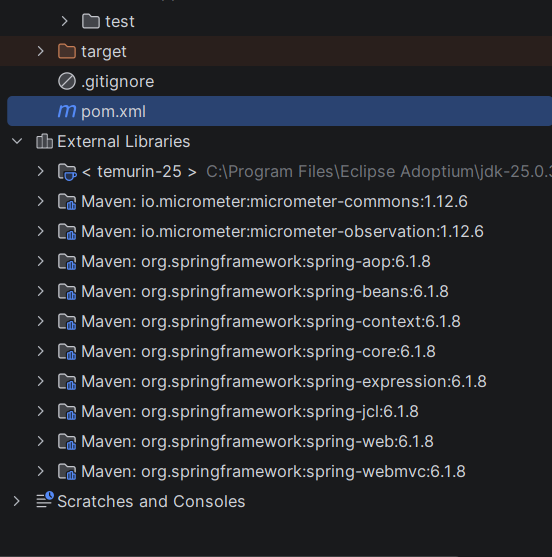 test
target
.gitignore
pom.xml
External Libraries
< temurin-25 > C:\Program Files\Eclipse Adoptium\jdk-25.0.
Maven: io.micrometer:micrometer-commons:1.12.6
Maven: io.micrometer:micrometer-observation:1.12.6
Maven: org.springframework:spring-aop:6.1.8
Maven: org.springframework:spring-beans:6.1.8
Maven: org.springframework:spring-context:6.1.8
Maven: org.springframework:spring-core:6.1.8
Maven: org.springframework:spring-expression:6.1.8
Maven: org.springframework:spring-jcl:6.1.8
Maven: org.springframework:spring-web:6.1.8
Maven: org.springframework:spring-webmvc:6.1.8
Scratches and Consoles